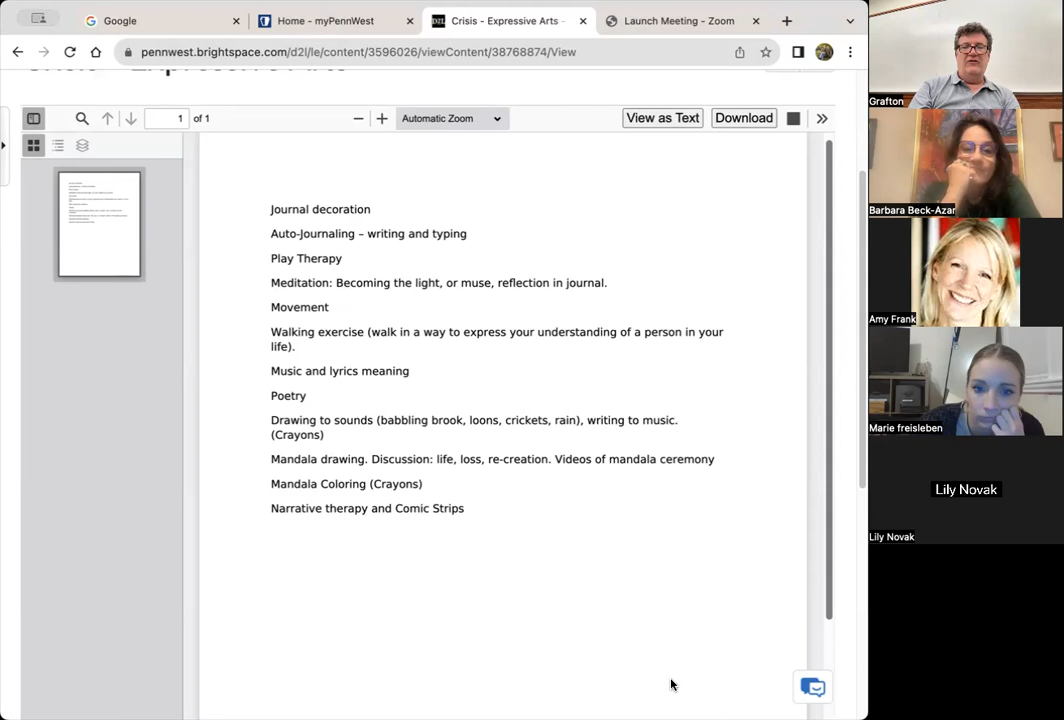 Google
Home - myPennWest
D2L
Crisis - Expressive Arts -
Launch Meeting - Zoom
pennwest.brightspace.com/d2l/le/content/3596026/viewContent/38768874/View
1 of 1
Automatic Zoom
View as Text
Download
Journal decoration
Auto-Journaling – writing and typing
Play Therapy
Meditation: Becoming the light, or muse, reflection in journal.
Movement
Walking exercise (walk in a way to express your understanding of a person in your
life).
Music and lyrics meaning
Poetry
Drawing to sounds (babbling brook, loons, crickets, rain), writing to music.
(Crayons)
Mandala drawing. Discussion: life, loss, re-creation. Videos of mandala ceremony
Mandala Coloring (Crayons)
Narrative therapy and Comic Strips
Grafton
Barbara Beck-Azar
Amy Frank
Marie freisleben
Lily Novak
Lily Novak